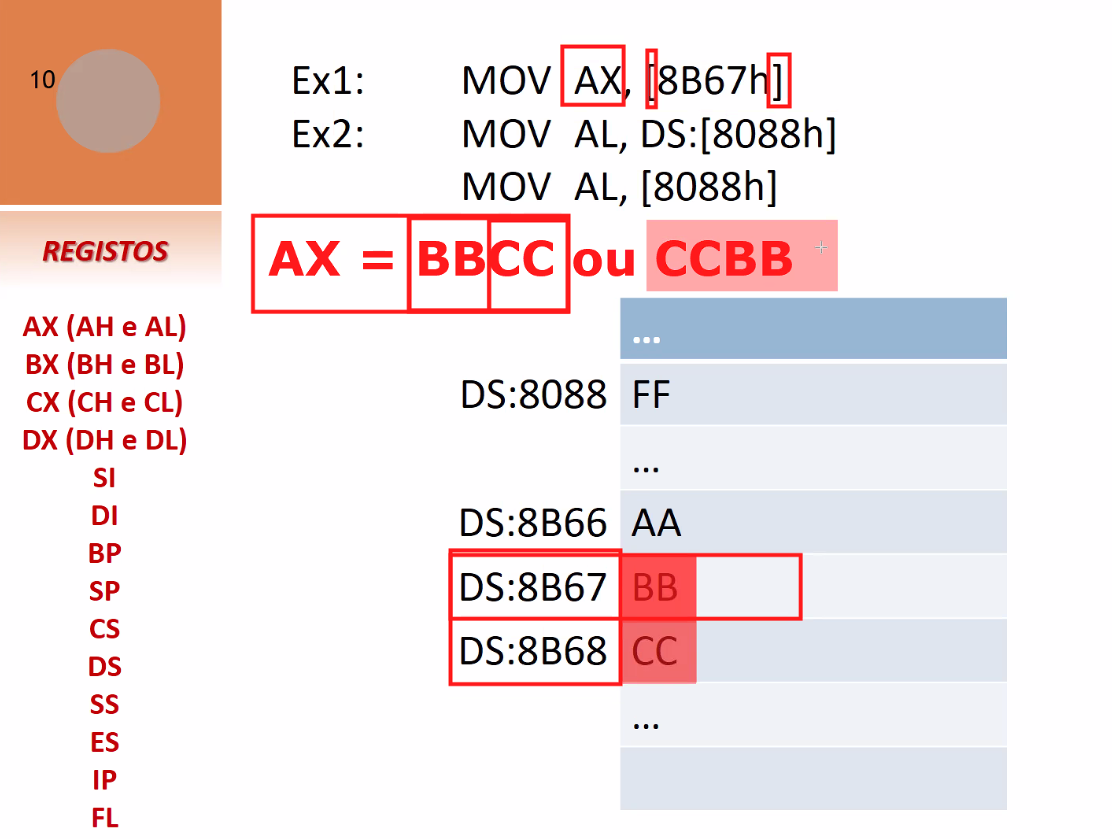 10
Ex1: MOV AX, [8B67h]
Ex2: MOV AL, DS:[8088h]
MOV AL, [8088h]
REGISTOS
AX = BBCC ou CCBB
AX (AH e AL)
BX (BH e BL)
CX (CH e CL)
DX (DH e DL)
SI
DI
BP
SP
CS
DS
SS
ES
IP
FL
...
DS:8088 FF
...
DS:8B66 AA
DS:8B67 BB
DS:8B68 CC
...